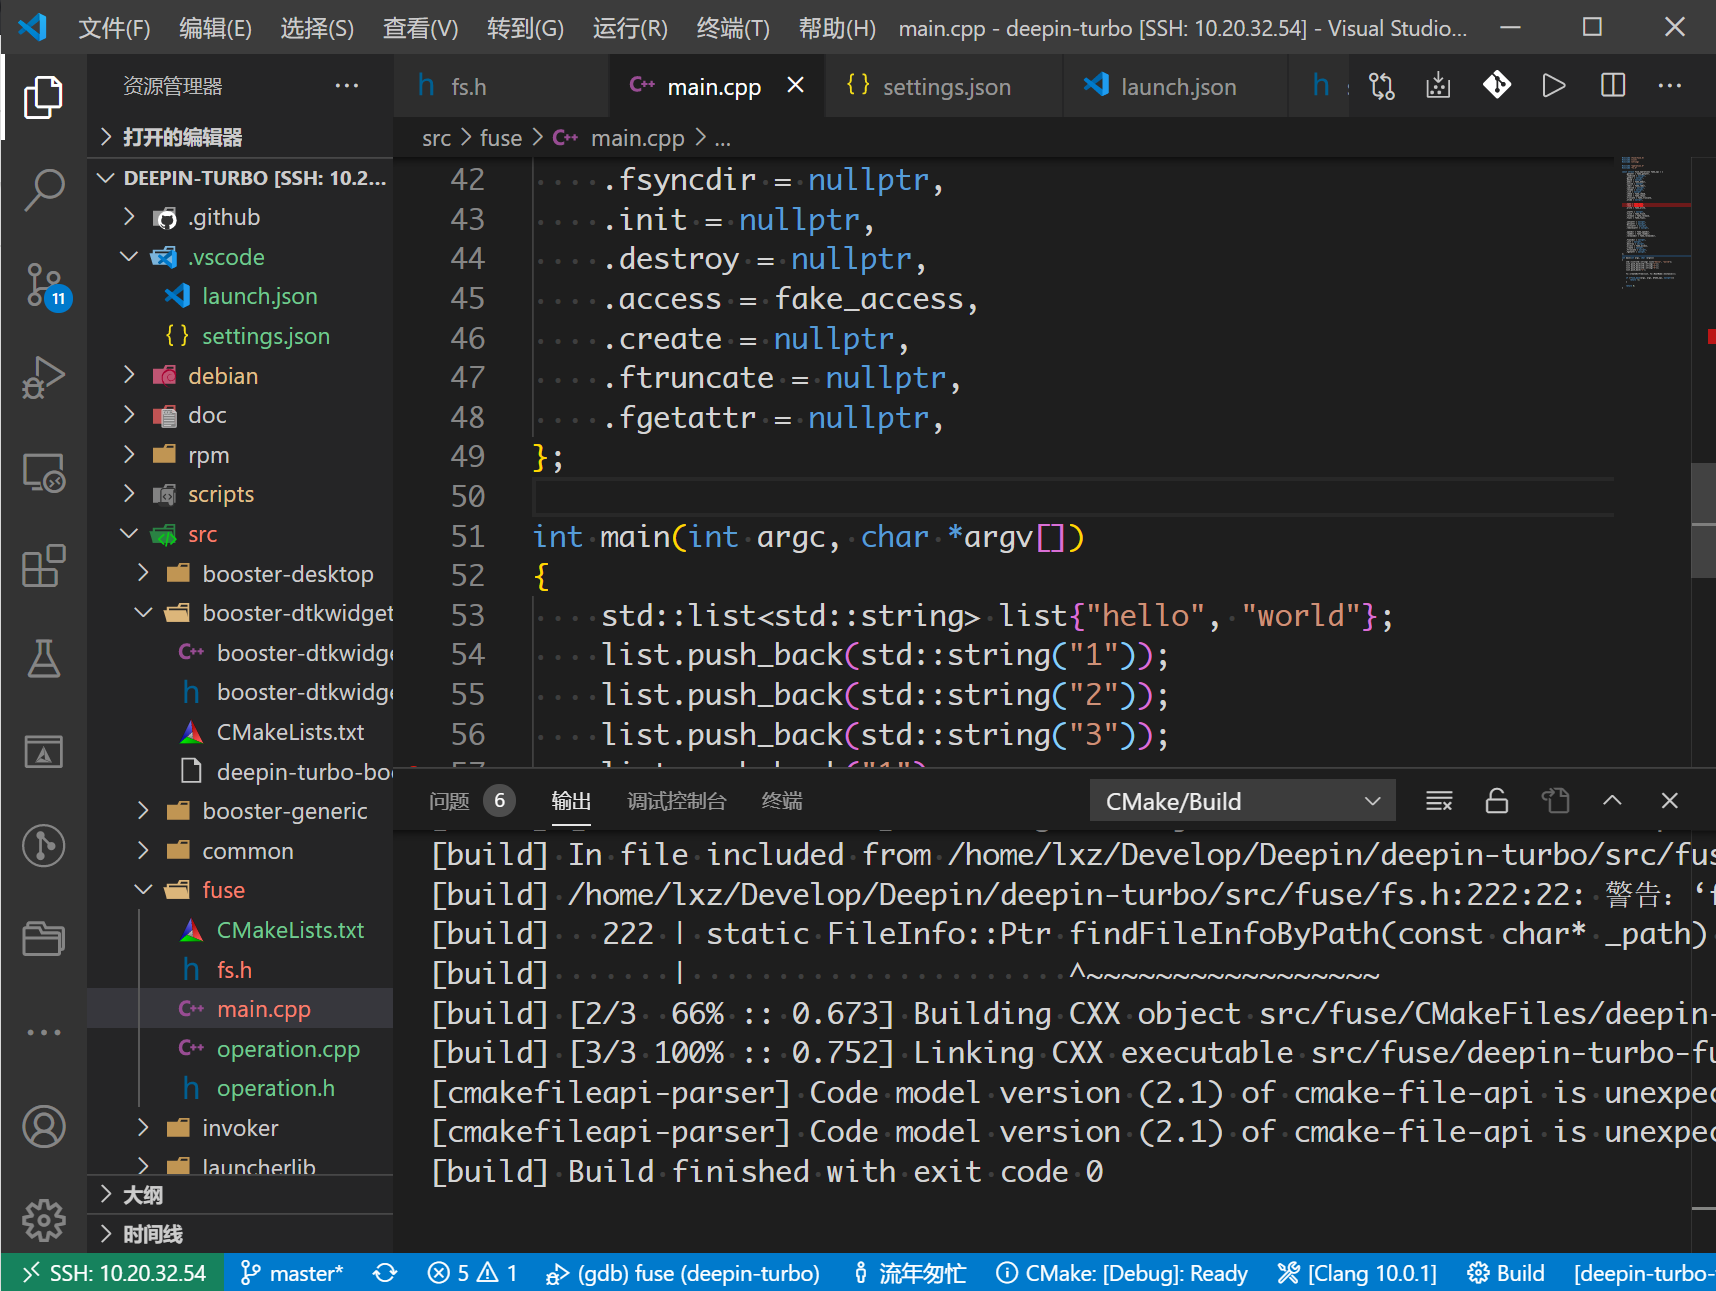 文件(F) 编辑(E) 选择(S) 查看(V) 转到(G) 运行(R) 终端(T) 帮助(H) main.cpp - deepin-turbo [SSH: 10.20.32.54] - Visual Studio...
资源管理器
fs.h main.cpp settings.json launch.json
打开的编辑器
src > fuse > main.cpp > ...
DEEPIN-TURBO [SSH: 10.2...
.github
.vscode
launch.json
settings.json
debian
doc
rpm
scripts
src
booster-desktop
booster-dtkwidget
booster-dtkwidge
booster-dtkwidge
CMakeLists.txt
deepin-turbo-boo
booster-generic
common
fuse
CMakeLists.txt
fs.h
main.cpp
operation.cpp
operation.h
invoker
launcherlib
大纲
时间线
11
42 .fsyncdir = nullptr,
43 .init = nullptr,
44 .destroy = nullptr,
45 .access = fake_access,
46 .create = nullptr,
47 .ftruncate = nullptr,
48 .fgetattr = nullptr,
49 };
50
51 int main(int argc, char *argv[])
52 {
53 std::list<std::string> list{"hello", "world"};
54 list.push_back(std::string("1"));
55 list.push_back(std::string("2"));
56 list.push_back(std::string("3"));
问题 6 输出 调试控制台 终端 CMake/Build
[build] In file included from /home/lxz/Develop/Deepin/deepin-turbo/src/fus
[build] /home/lxz/Develop/Deepin/deepin-turbo/src/fuse/fs.h:222:22: 警告：‘f
[build] 222 | static FileInfo::Ptr findFileInfoByPath(const char* _path)
[build] | ^~~~~~~~~~~~~~~~~~
[build] [2/3 66% :: 0.673] Building CXX object src/fuse/CMakeFiles/deepin-
[build] [3/3 100% :: 0.752] Linking CXX executable src/fuse/deepin-turbo-fu
[cmakefileapi-parser] Code model version (2.1) of cmake-file-api is unexpec
[cmakefileapi-parser] Code model version (2.1) of cmake-file-api is unexpec
[build] Build finished with exit code 0
SSH: 10.20.32.54 master* 5 1 (gdb) fuse (deepin-turbo) 流年匆忙 CMake: [Debug]: Ready [Clang 10.0.1] Build [deepin-turbo-